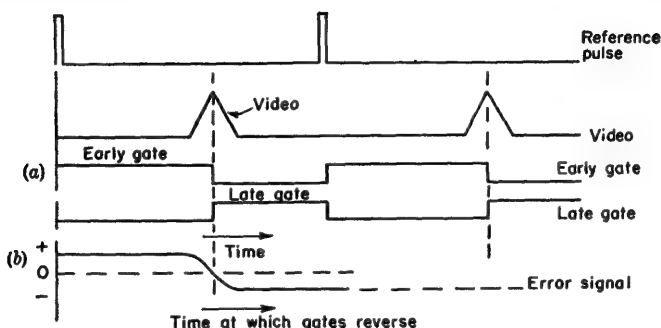 Reference
pulse
Video
Video
Early gate
(a)
Early gate
Late gate
Late gate
+
Time
(b)
0
Error signal
−
Time at which gates reverse